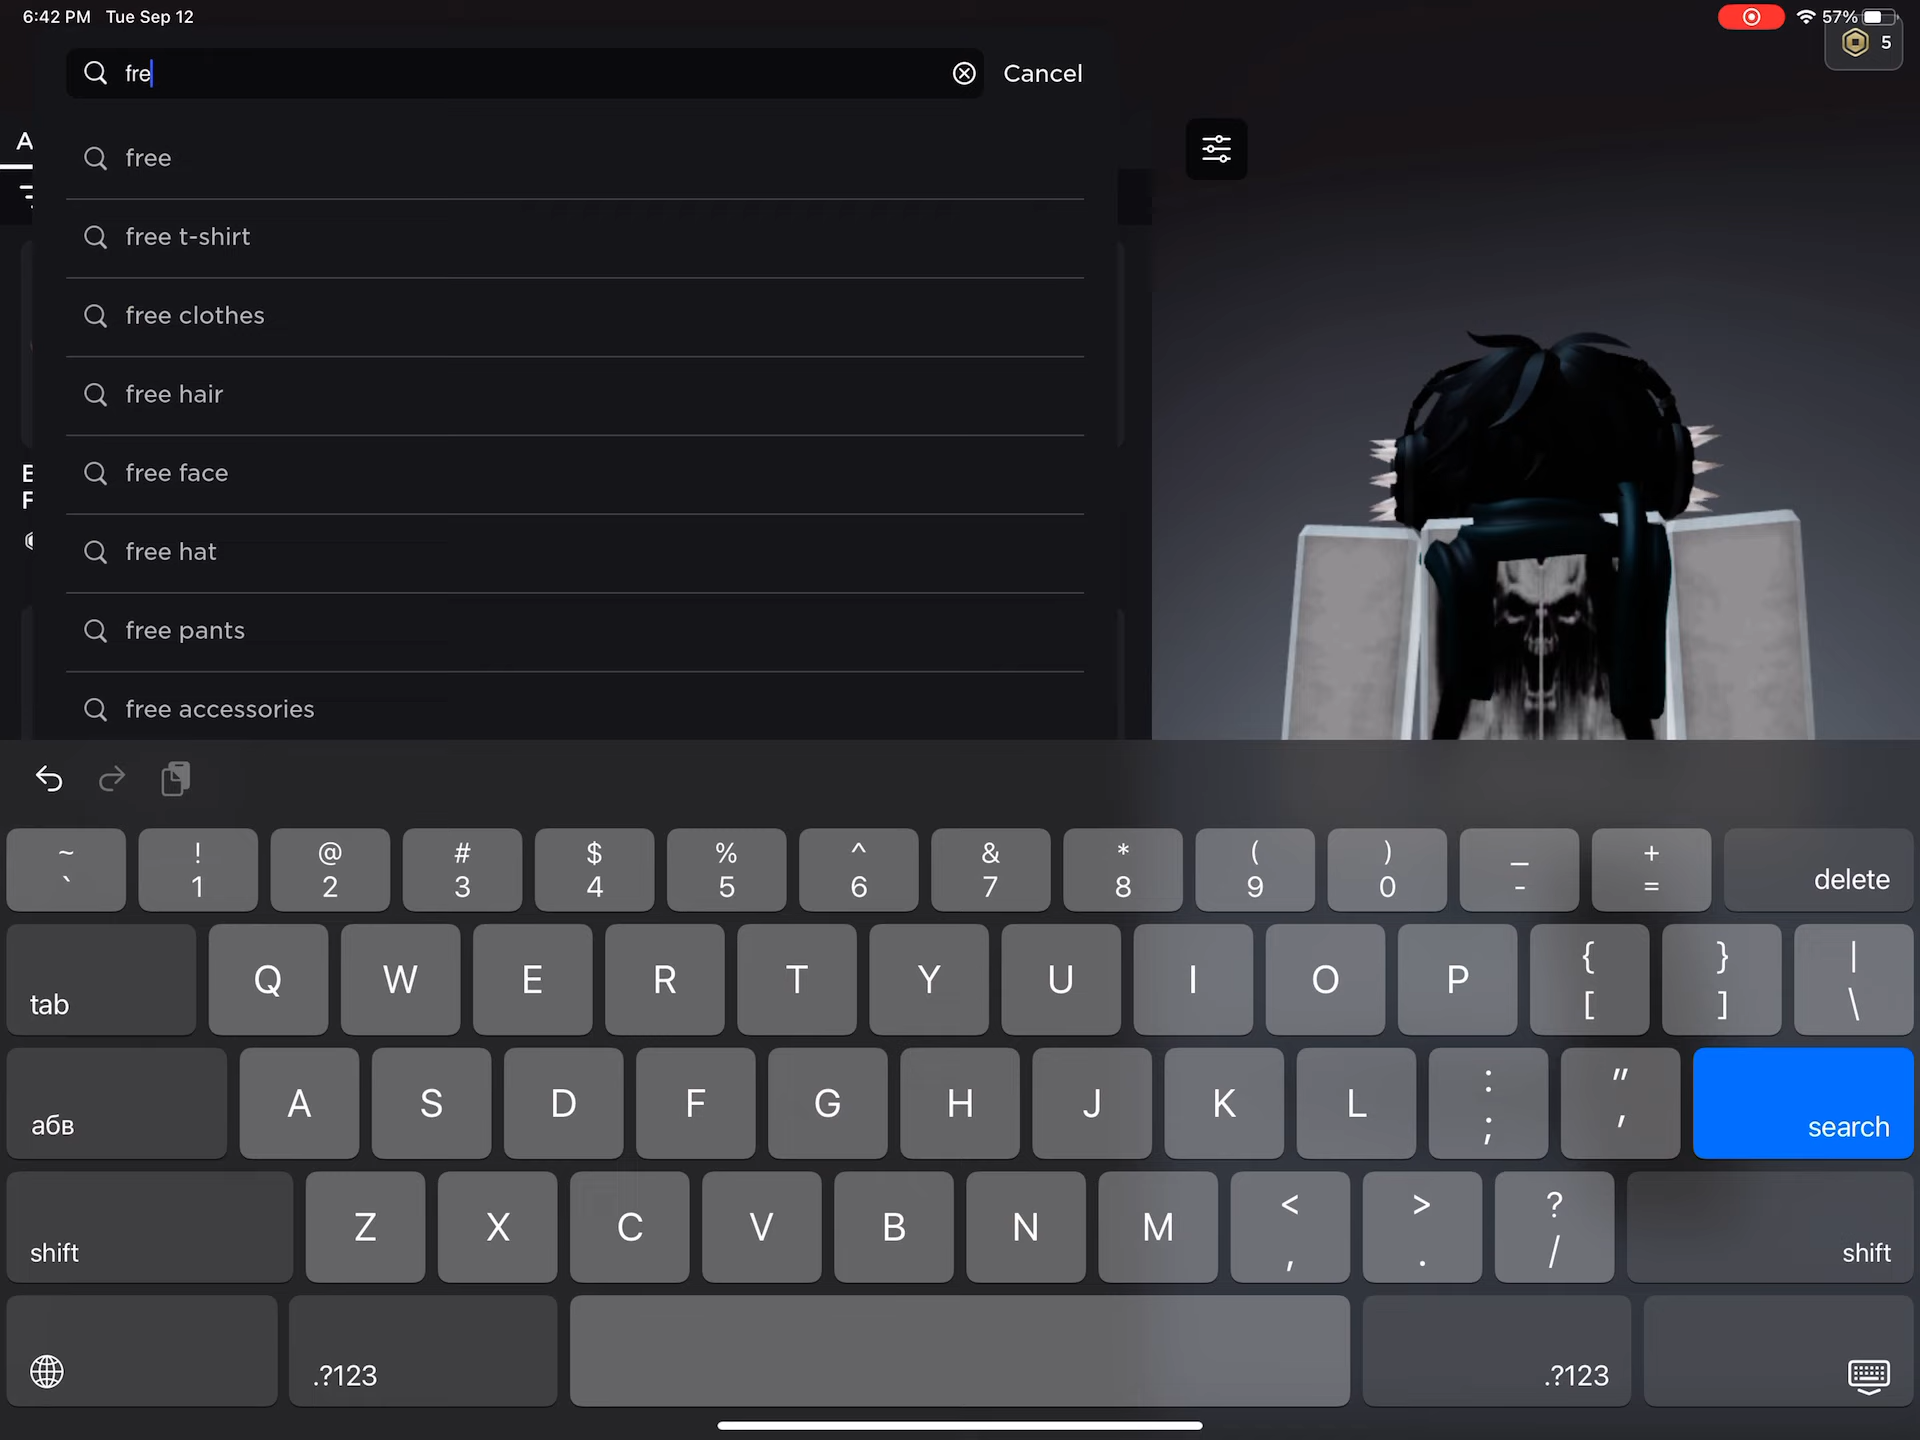 6:42 PM Tue Sep 12
57%
5
fre
Cancel
A
free
free t-shirt
free clothes
free hair
free face
free hat
free pants
free accessories
E
F
~ ! @ # $ % ^ & * ( ) _ +
` 1 2 3 4 5 6 7 8 9 0 - = delete
tab Q W E R T Y U I O P { [ } ] | \
абв A S D F G H J K L : ; " ' search
shift Z X C V B N M < , > . ? / shift
.?123 .?123